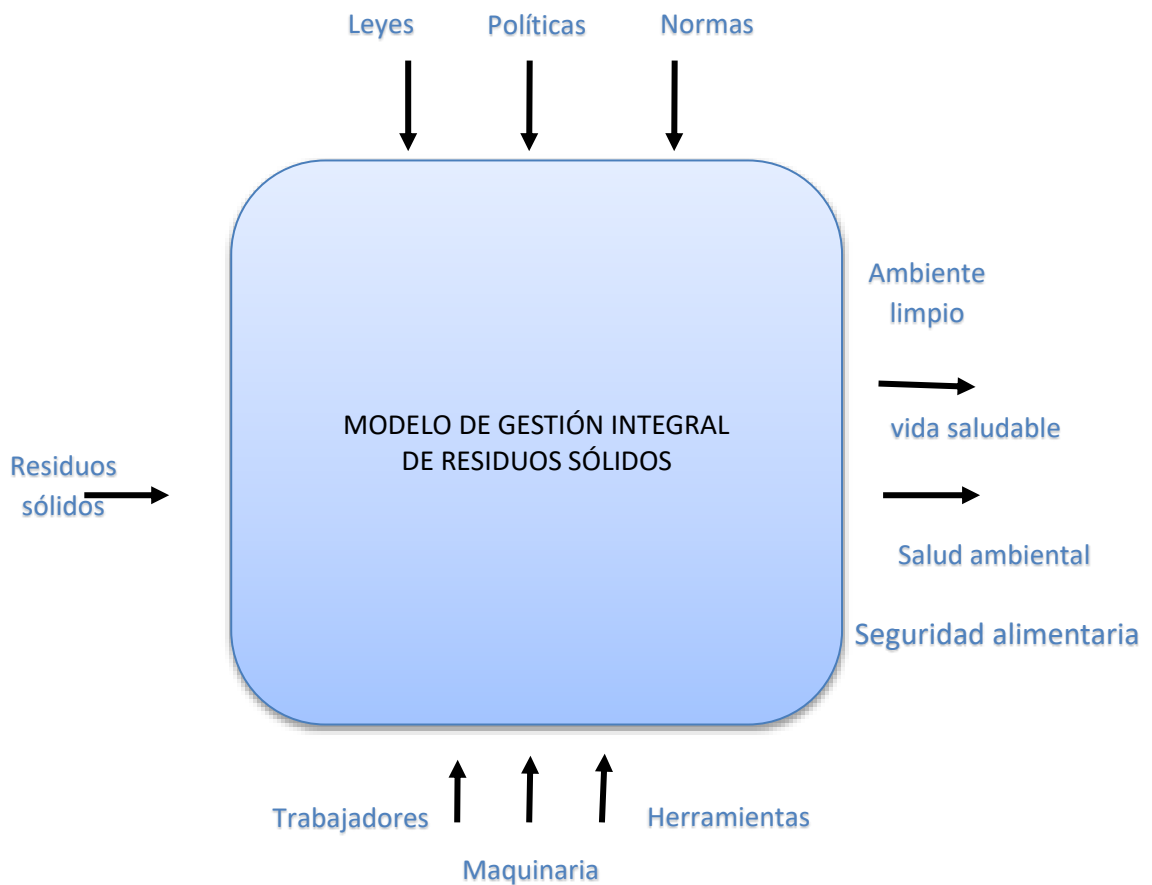 Leyes
Políticas
Normas
Ambiente
limpio
MODELO DE GESTIÓN INTEGRAL
DE RESIDUOS SÓLIDOS
vida saludable
Residuos
sólidos
Salud ambiental
Seguridad alimentaria
Trabajadores
Herramientas
Maquinaria